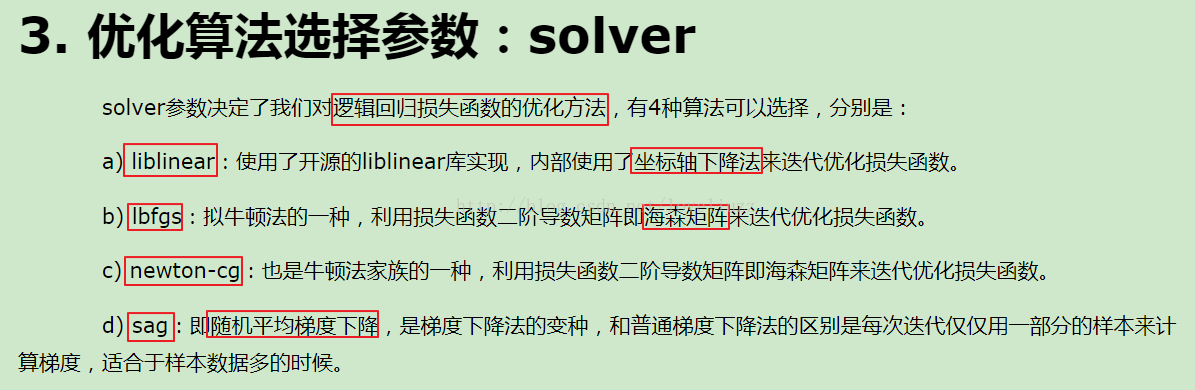 3. 优化算法选择参数：solver
solver参数决定了我们对逻辑回归损失函数的优化方法，有4种算法可以选择，分别是：
a) liblinear：使用了开源的liblinear库实现，内部使用了坐标轴下降法来迭代优化损失函数。
b) lbfgs：拟牛顿法的一种，利用损失函数二阶导数矩阵即海森矩阵来迭代优化损失函数。
c) newton-cg：也是牛顿法家族的一种，利用损失函数二阶导数矩阵即海森矩阵来迭代优化损失函数。
d) sag：即随机平均梯度下降，是梯度下降法的变种，和普通梯度下降法的区别是每次迭代仅仅用一部分的样本来计
算梯度，适合于样本数据多的时候。